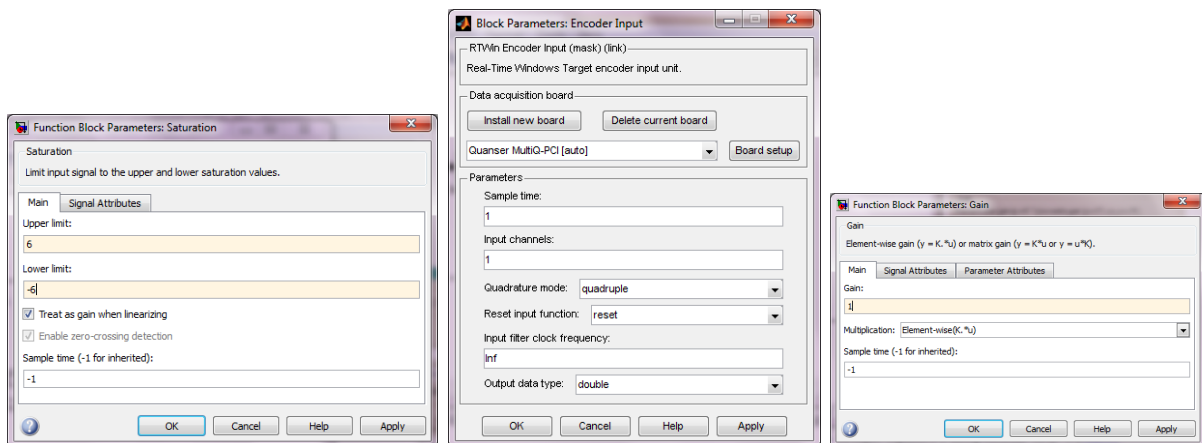 Function Block Parameters: Saturation
Saturation
Limit input signal to the upper and lower saturation values.
Main
Signal Attributes
Upper limit:
6
Lower limit:
-6
Treat as gain when linearizing
Enable zero-crossing detection
Sample time (-1 for inherited):
-1
OK
Cancel
Help
Apply
Block Parameters: Encoder Input
RTWin Encoder Input (mask) (link)
Real-Time Windows Target encoder input unit.
Data acquisition board
Install new board
Delete current board
Quanser MultiQ-PCI [auto]
Board setup
Parameters
Sample time:
1
Input channels:
1
Quadrature mode: quadruple
Reset input function: reset
Input filter clock frequency:
Inf
Output data type: double
OK
Cancel
Help
Apply
Function Block Parameters: Gain
Gain
Element-wise gain (y = K.*u) or matrix gain (y = K*u or y = u*K).
Main
Signal Attributes
Parameter Attributes
Gain:
1
Multiplication: Element-wise(K.*u)
Sample time (-1 for inherited):
-1
OK
Cancel
Help
Apply